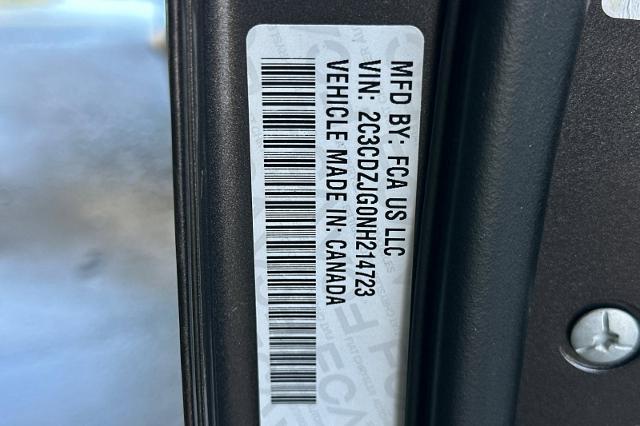 MFD BY: FCA US LLC
VIN: 2C3CDZJG0NH214723
VEHICLE MADE IN: CANADA